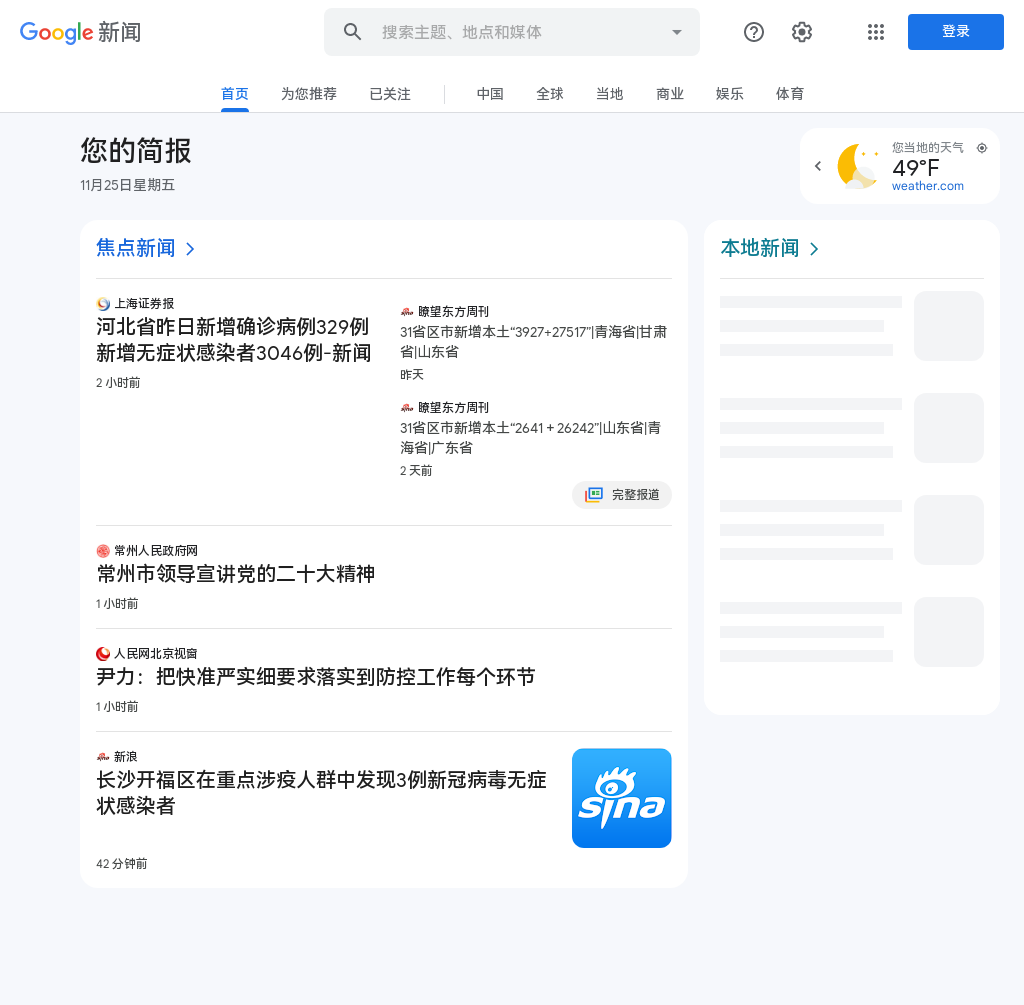 Google 新闻
搜索主题、地点和媒体
登录
首页
为您推荐
已关注
中国
全球
当地
商业
娱乐
体育
您的简报
11月25日星期五
您当地的天气
49°F
weather.com
焦点新闻
上海证券报
河北省昨日新增确诊病例329例
新增无症状感染者3046例-新闻
2 小时前
瞭望东方周刊
31省区市新增本土“3927+27517”|青海省|甘肃
省|山东省
昨天
瞭望东方周刊
31省区市新增本土“2641 + 26242”|山东省|青
海省|广东省
2 天前
完整报道
常州人民政府网
常州市领导宣讲党的二十大精神
1 小时前
人民网北京视窗
尹力：把快准严实细要求落实到防控工作每个环节
1 小时前
新浪
长沙开福区在重点涉疫人群中发现3例新冠病毒无症
状感染者
42 分钟前
sina
本地新闻